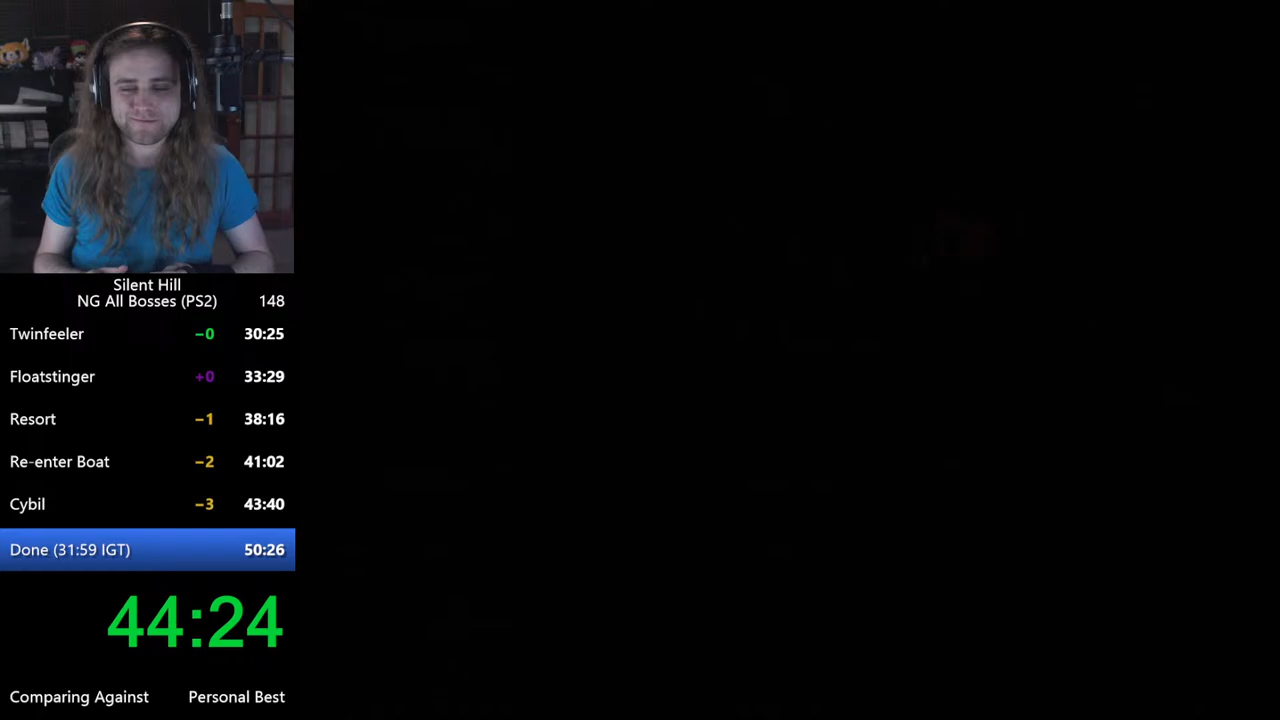 Silent Hill
NG All Bosses (PS2) 148
Twinfeeler −0 30:25
Floatstinger +0 33:29
Resort −1 38:16
Re-enter Boat −2 41:02
Cybil −3 43:40
Done (31:59 IGT) 50:26
44:24
Comparing Against Personal Best